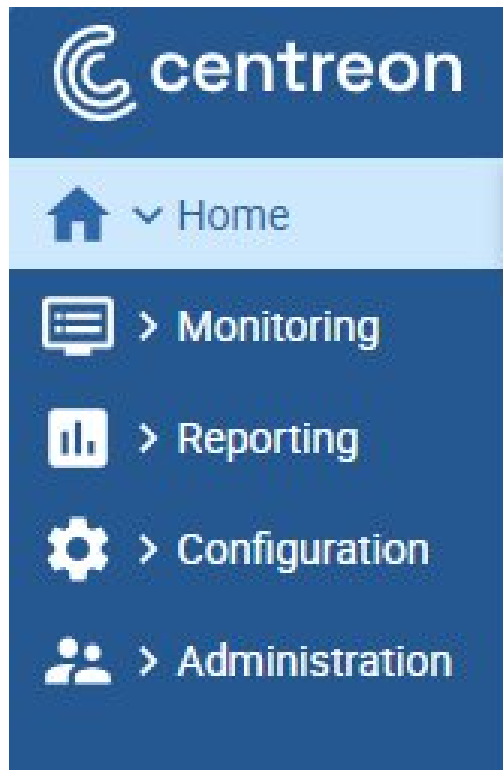 centreon
Home
Monitoring
Reporting
Configuration
Administration